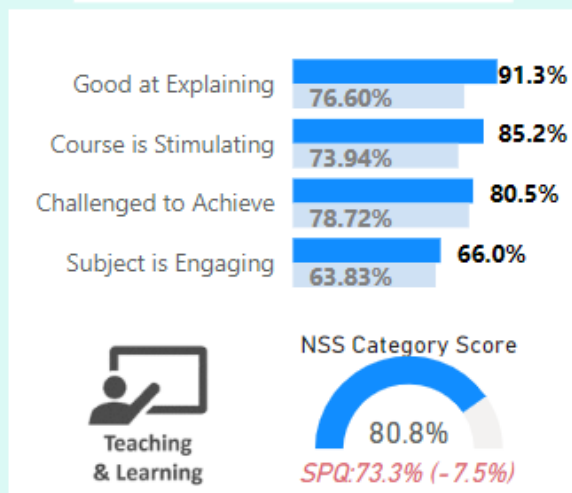 Good at Explaining 91.3%
76.60%
Course is Stimulating 85.2%
73.94%
Challenged to Achieve 80.5%
78.72%
Subject is Engaging 66.0%
63.83%
Teaching
& Learning
NSS Category Score
80.8%
SPQ:73.3% (-7.5%)